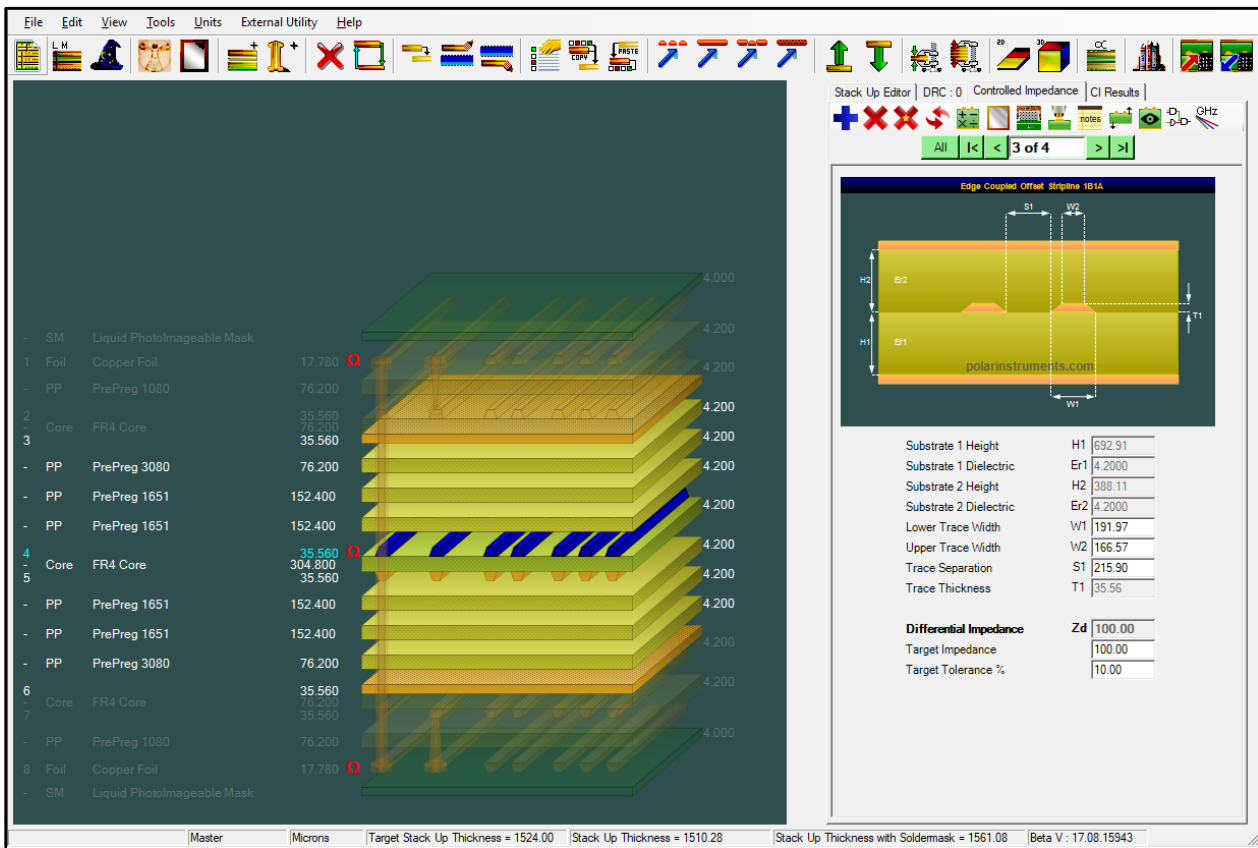 File Edit View Tools Units External Utility Help
L M
COPY
PASTE
2D
3D
Stack Up Editor DRC : 0 Controlled Impedance CI Results
notes
GHz
All |< < 3 of 4 > >|
Edge Coupled Offset Stripline 1B1A
S1 W2
H2 Er2
T1
H1 Er1
polarinstruments.com
W1
Substrate 1 Height H1 692.91
Substrate 1 Dielectric Er1 4.2000
Substrate 2 Height H2 388.11
Substrate 2 Dielectric Er2 4.2000
Lower Trace Width W1 191.97
Upper Trace Width W2 166.57
Trace Separation S1 215.90
Trace Thickness T1 35.56
Differential Impedance Zd 100.00
Target Impedance 100.00
Target Tolerance % 10.00
4.000
- SM Liquid PhotoImageable Mask 4.200
1 Foil Copper Foil 17.780 Ω 4.200
- PP PrePreg 1080 76.200 4.200
2 35.560
- Core FR4 Core 76.200 4.200
3 35.560
- PP PrePreg 3080 76.200 4.200
- PP PrePreg 1651 152.400 4.200
- PP PrePreg 1651 152.400
4 35.560 Ω 4.200
- Core FR4 Core 304.800
5 35.560 4.200
- PP PrePreg 1651 152.400 4.200
- PP PrePreg 1651 152.400 4.200
- PP PrePreg 3080 76.200
6 35.560 4.200
- Core FR4 Core 76.200
7 35.560
- PP PrePreg 1080 76.200 4.000
8 Foil Copper Foil 17.780 Ω
- SM Liquid PhotoImageable Mask
Master Microns Target Stack Up Thickness = 1524.00 Stack Up Thickness = 1510.28 Stack Up Thickness with Soldermask = 1561.08 Beta V : 17.08.15943